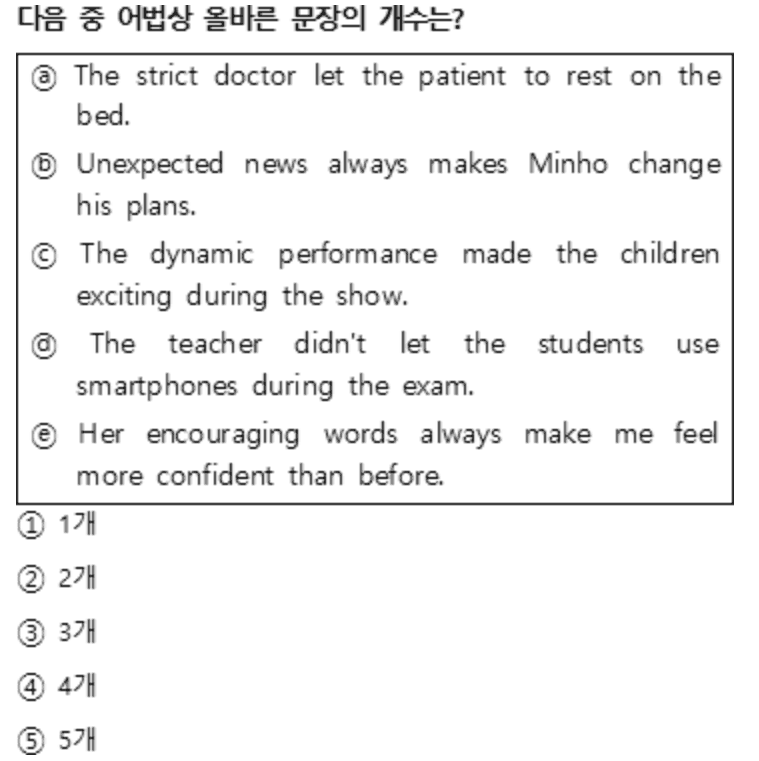 다음 중 어법상 올바른 문장의 개수는?
ⓐ The strict doctor let the patient to rest on the
bed.
ⓑ Unexpected news always makes Minho change
his plans.
ⓒ The dynamic performance made the children
exciting during the show.
ⓓ The teacher didn't let the students use
smartphones during the exam.
ⓔ Her encouraging words always make me feel
more confident than before.
① 1개
② 2개
③ 3개
④ 4개
⑤ 5개